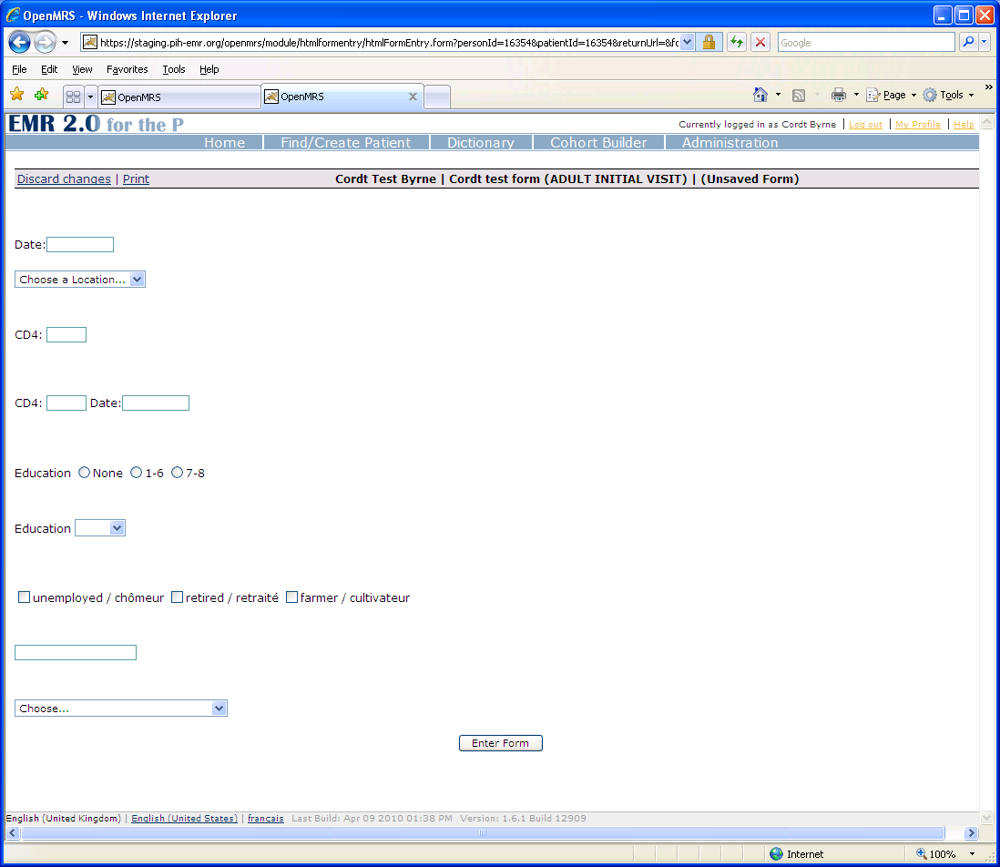 OpenMRS - Windows Internet Explorer
https://staging.pih-emr.org/openmrs/module/htmlformentry/htmlFormEntry.form?personId=16354&patientId=16354&returnUrl=&fo
Google
File Edit View Favorites Tools Help
OpenMRS OpenMRS Page Tools
EMR 2.0 for the P
Currently logged in as Cordt Byrne | Log out | My Profile | Help
Home | Find/Create Patient | Dictionary | Cohort Builder | Administration
Discard changes | Print Cordt Test Byrne | Cordt test form (ADULT INITIAL VISIT) | (Unsaved Form)
Date:
Choose a Location...
CD4:
CD4: Date:
Education None 1-6 7-8
Education
unemployed / chômeur retired / retraité farmer / cultivateur
Choose...
Enter Form
English (United Kingdom) | English (United States) | français Last Build: Apr 09 2010 01:38 PM Version: 1.6.1 Build 12909
Internet 100%